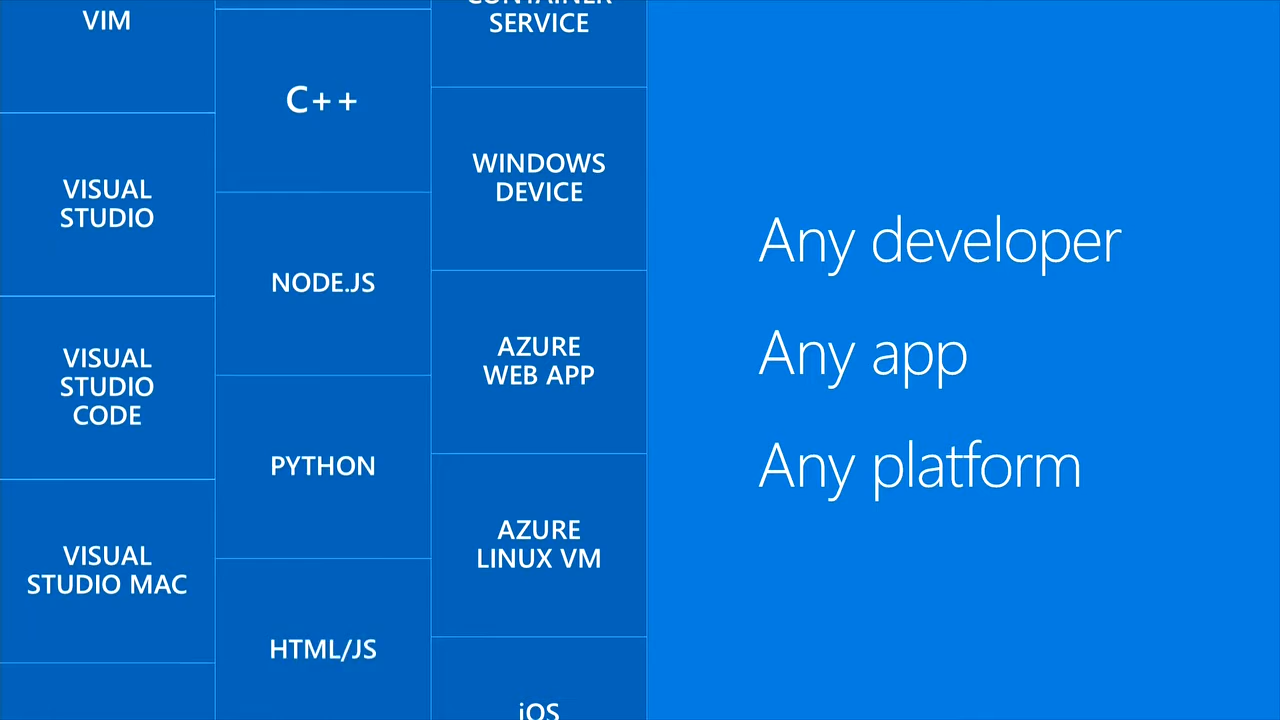 VIM
VISUAL
STUDIO
VISUAL
STUDIO
CODE
VISUAL
STUDIO MAC
C++
NODE.JS
PYTHON
HTML/JS
CONTAINER
SERVICE
WINDOWS
DEVICE
AZURE
WEB APP
AZURE
LINUX VM
iOS
Any developer
Any app
Any platform